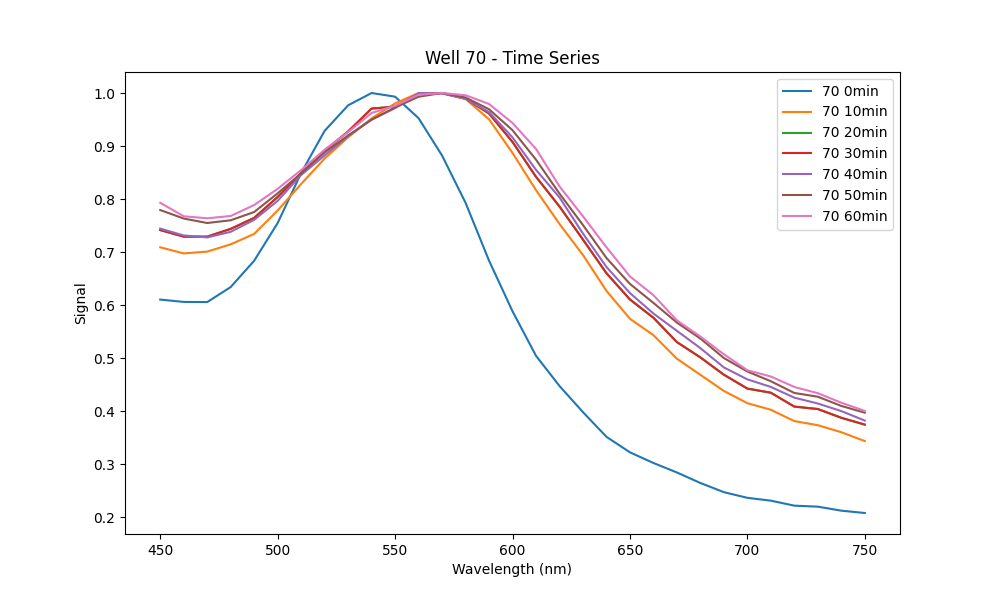 Well 70 - Time Series
1.0
0.9
0.8
0.7
0.6
0.5
0.4
0.3
0.2
Signal
70 0min
70 10min
70 20min
70 30min
70 40min
70 50min
70 60min
450 500 550 600 650 700 750
Wavelength (nm)